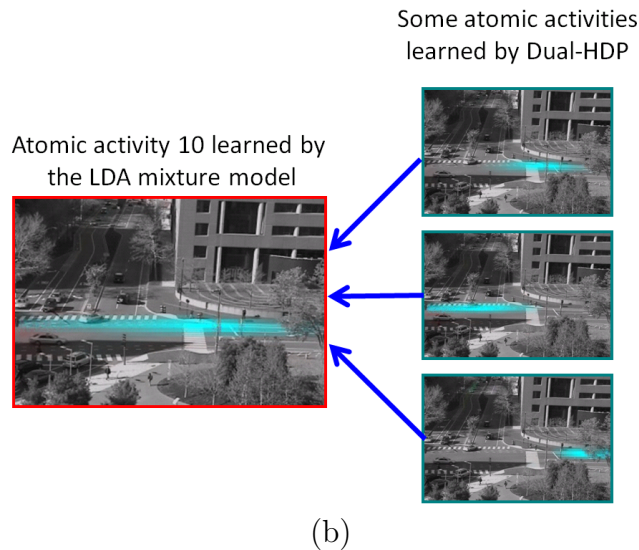 Some atomic activities
learned by Dual-HDP
Atomic activity 10 learned by
the LDA mixture model
(b)